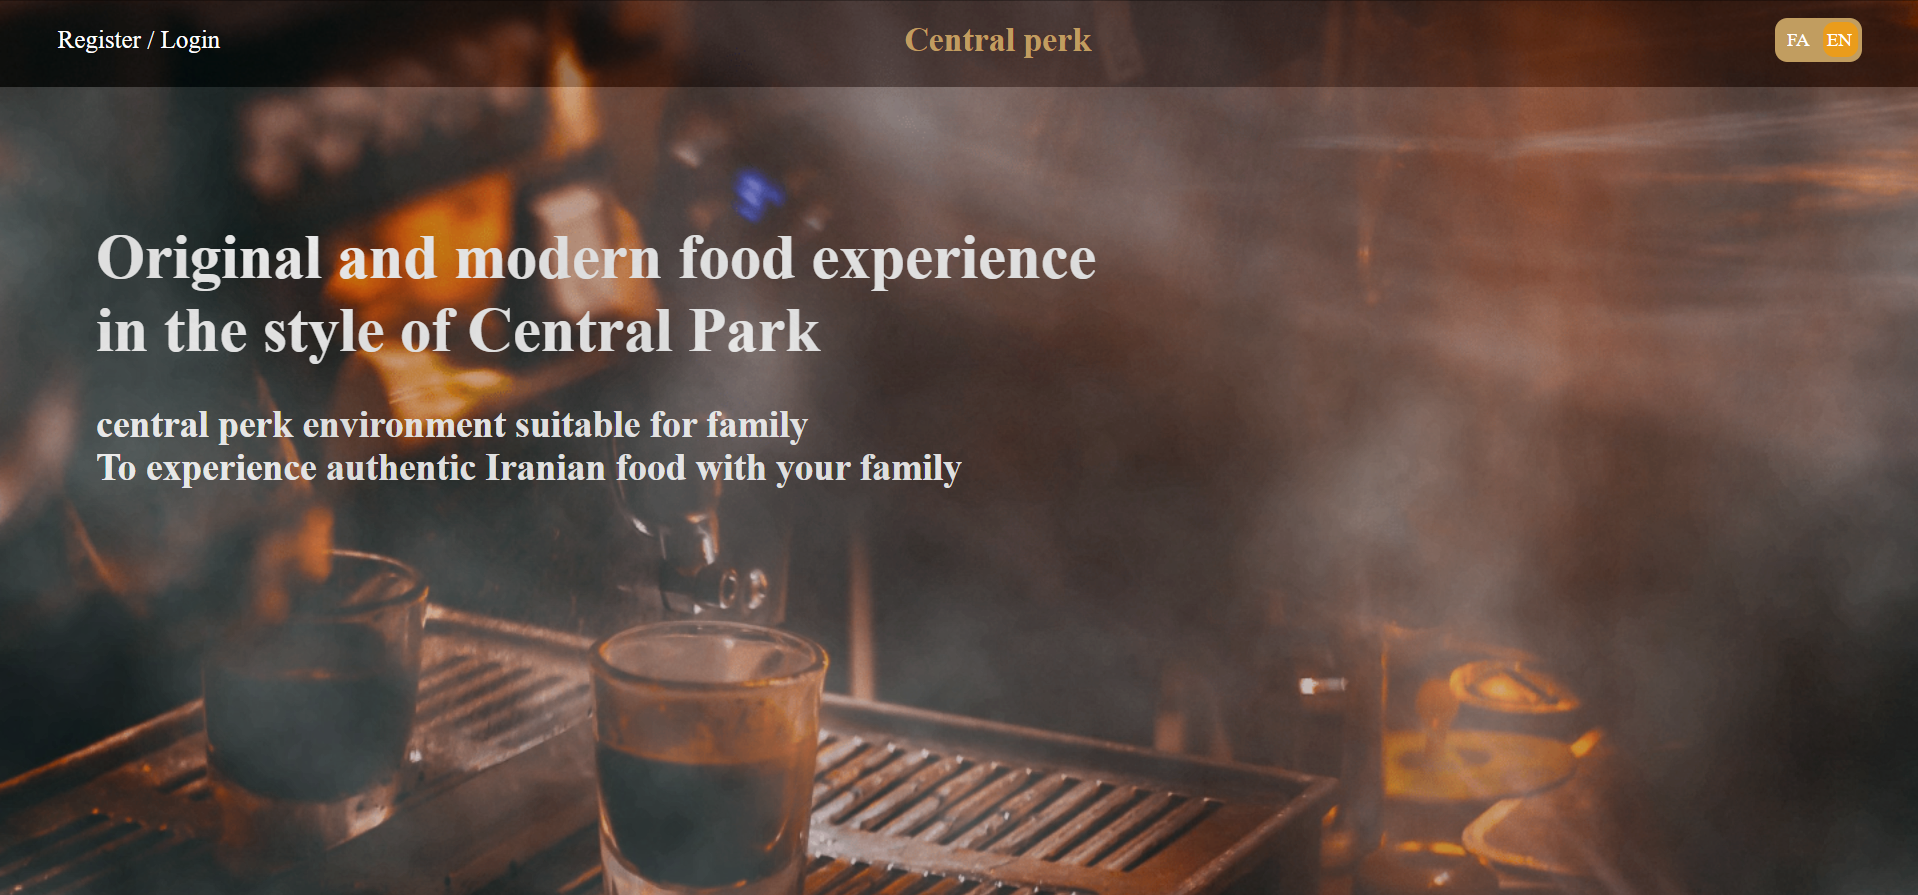 Register / Login
Central perk
FA EN
Original and modern food experience
in the style of Central Park
central perk environment suitable for family
To experience authentic Iranian food with your family